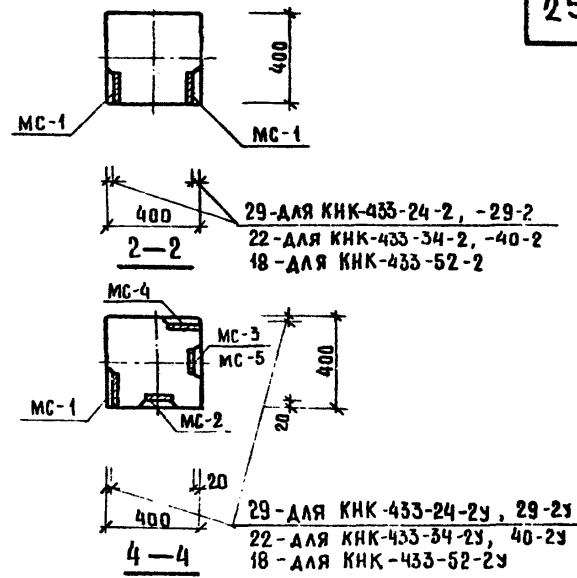 25
400
МС-1
МС-1
400
29-ДЛЯ КНК-433-24-2, -29-2
22-ДЛЯ КНК-433-34-2, -40-2
18-ДЛЯ КНК-433-52-2
2—2
МС-4
МС-3
МС-5
400
МС-1
МС-2
20
20
400
29-ДЛЯ КНК-433-24-2У, 29-2У
22-ДЛЯ КНК-433-34-2У, 40-2У
18-ДЛЯ КНК-433-52-2У
4—4